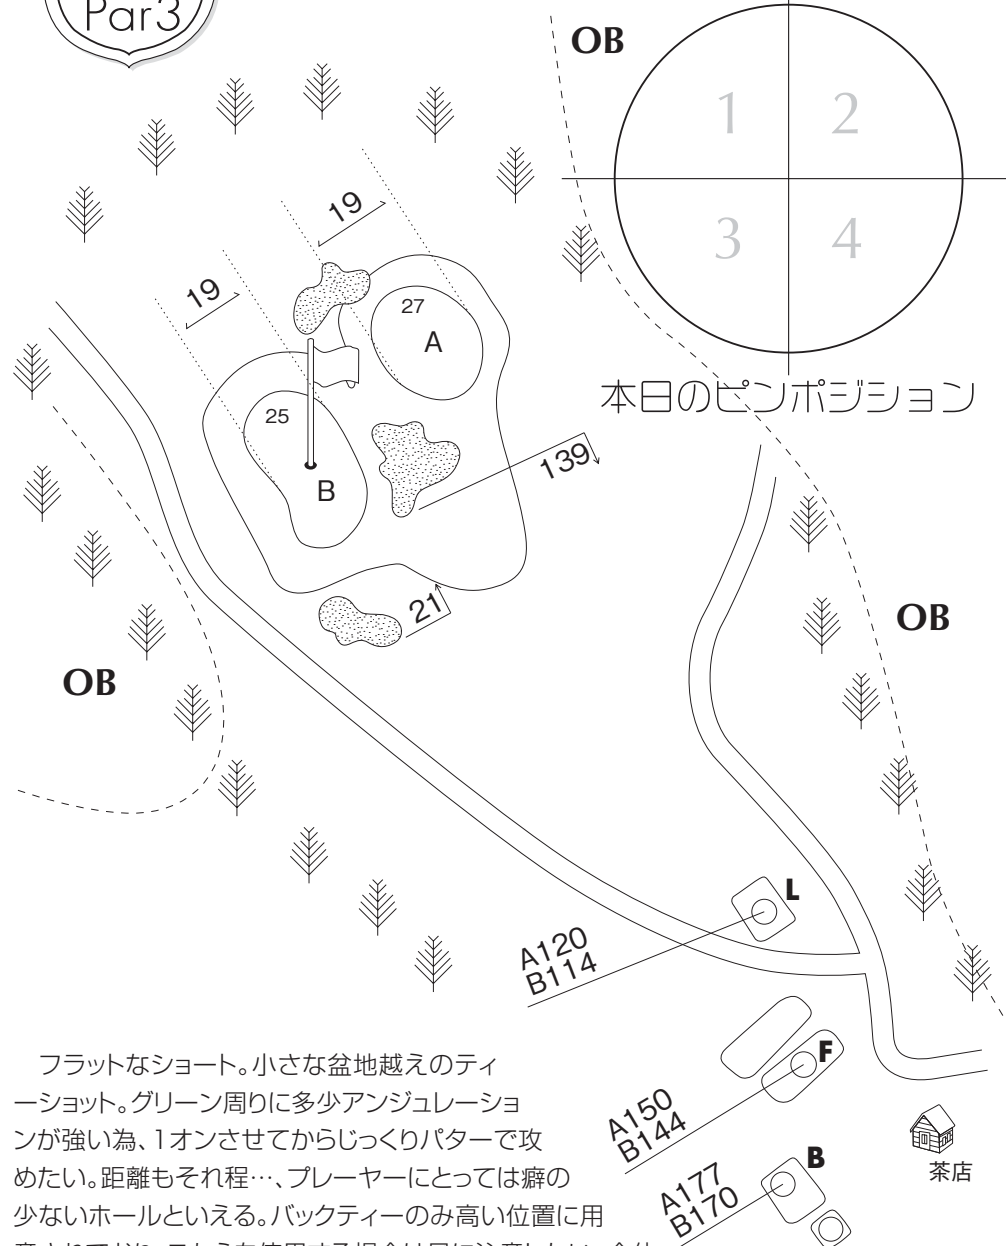 Par3
OB
1
2
3
4
本日のピンポジション
19
19
27
A
25
B
139
21
OB
OB
L
A120
B114
F
A150
B144
B
A177
B170
茶店
フラットなショート。小さな盆地越えのティ
ーショット。グリーン周りに多少アンジュレーショ
ンが強い為、1オンさせてからじっくりパターで攻
めたい。距離もそれ程…、プレーヤーにとっては癖の
少ないホールといえる。バックティーのみ高い位置に用